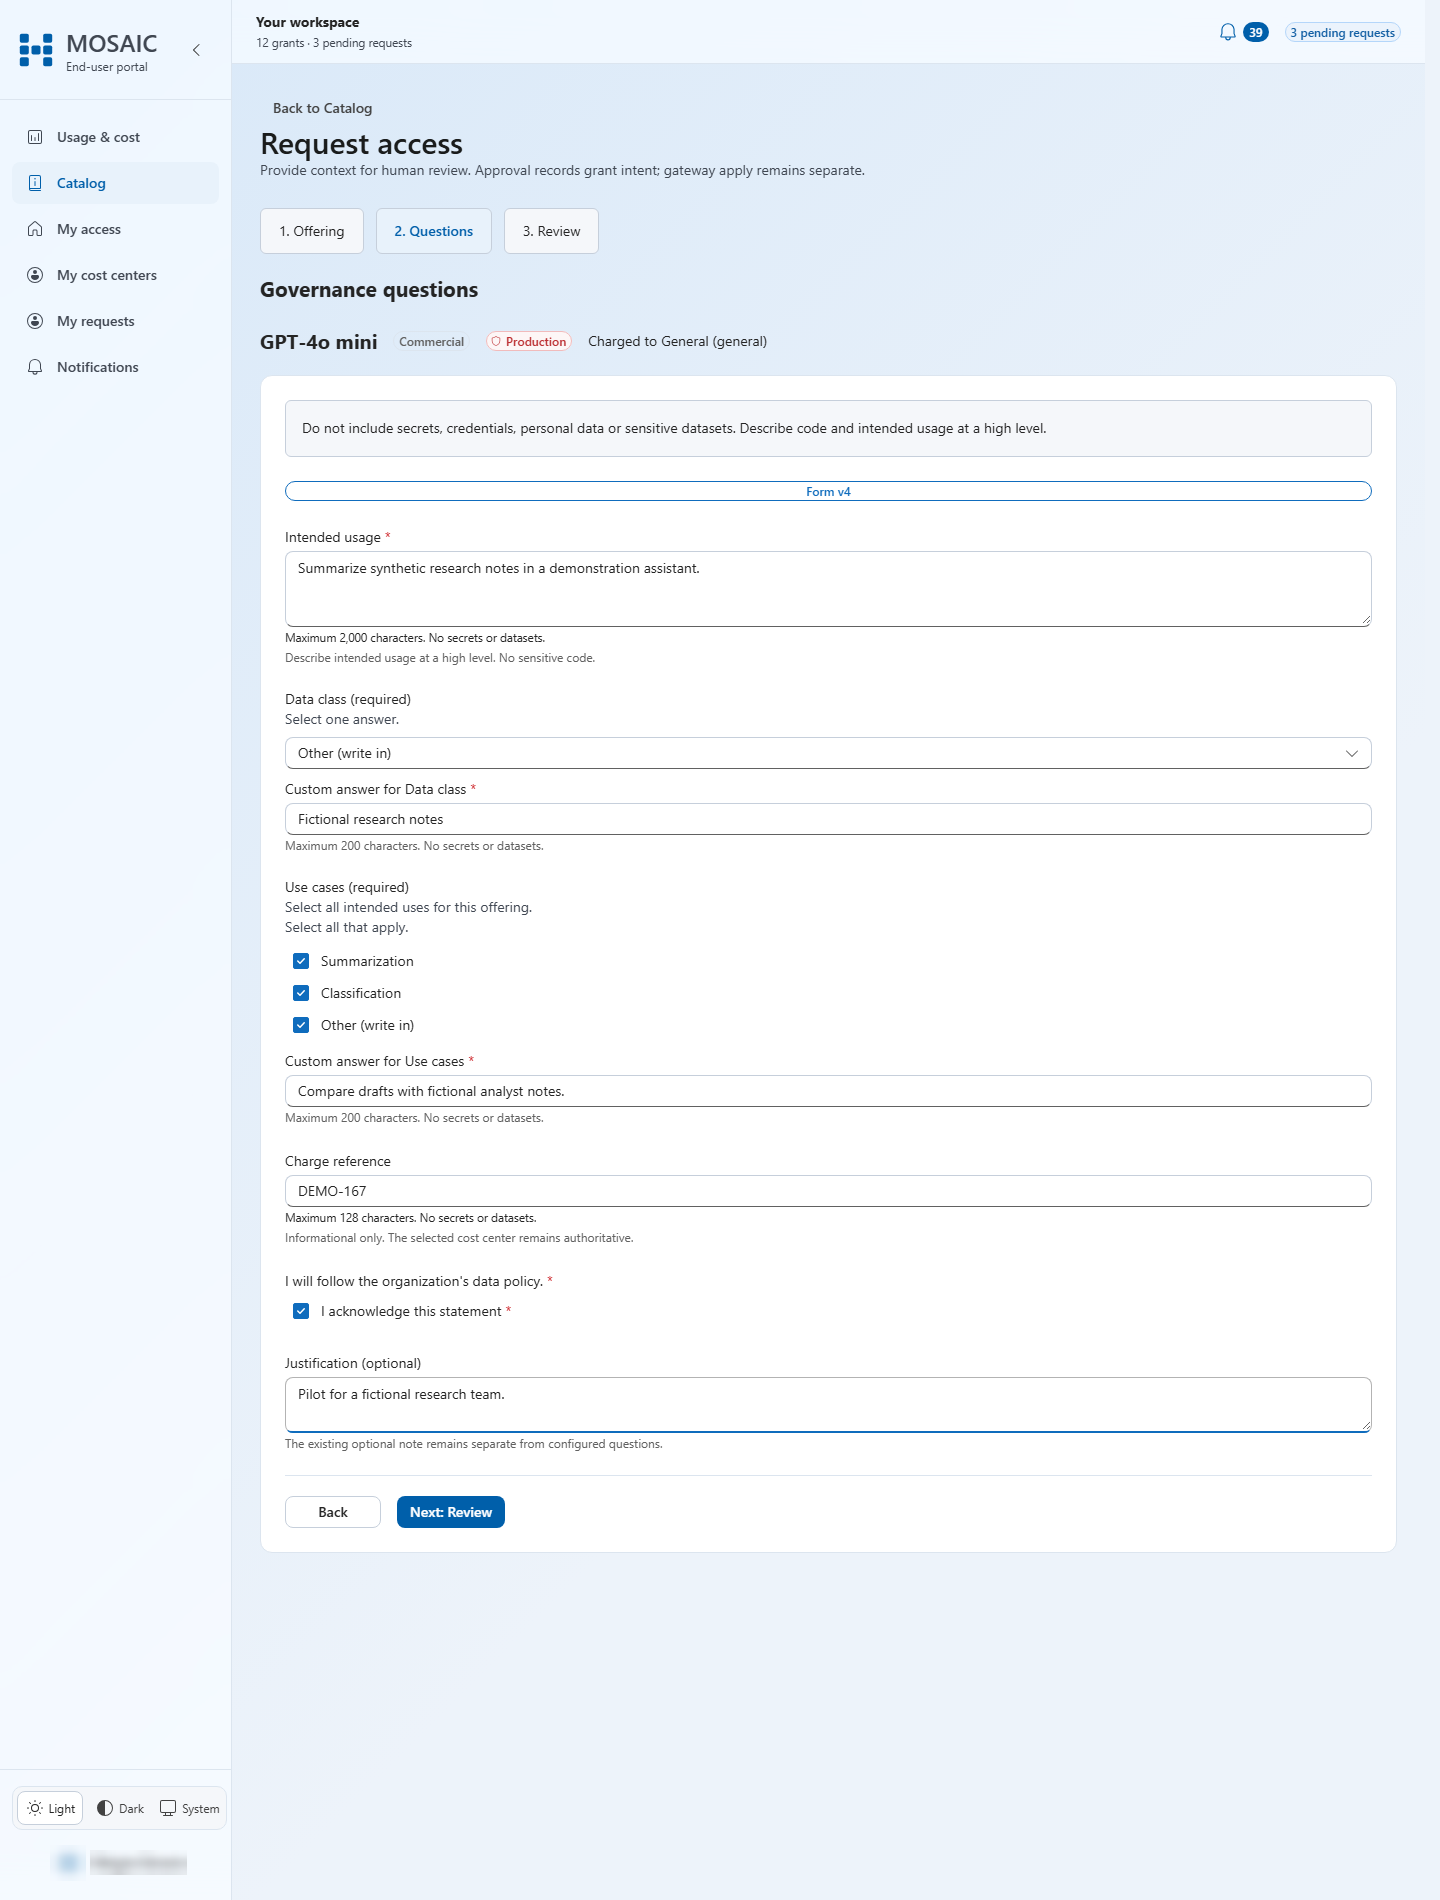 MOSAIC
End-user portal
Usage & cost
Catalog
My access
My cost centers
My requests
Notifications
Light
Dark
System
Your workspace
12 grants · 3 pending requests
39
3 pending requests
Back to Catalog
Request access
Provide context for human review. Approval records grant intent; gateway apply remains separate.
1. Offering
2. Questions
3. Review
Governance questions
GPT-4o mini
Commercial
Production
Charged to General (general)
Do not include secrets, credentials, personal data or sensitive datasets. Describe code and intended usage at a high level.
Form v4
Intended usage *
Summarize synthetic research notes in a demonstration assistant.
Maximum 2,000 characters. No secrets or datasets.
Describe intended usage at a high level. No sensitive code.
Data class (required)
Select one answer.
Other (write in)
Custom answer for Data class *
Fictional research notes
Maximum 200 characters. No secrets or datasets.
Use cases (required)
Select all intended uses for this offering.
Select all that apply.
Summarization
Classification
Other (write in)
Custom answer for Use cases *
Compare drafts with fictional analyst notes.
Maximum 200 characters. No secrets or datasets.
Charge reference
DEMO-167
Maximum 128 characters. No secrets or datasets.
Informational only. The selected cost center remains authoritative.
I will follow the organization's data policy. *
I acknowledge this statement *
Justification (optional)
Pilot for a fictional research team.
The existing optional note remains separate from configured questions.
Back
Next: Review